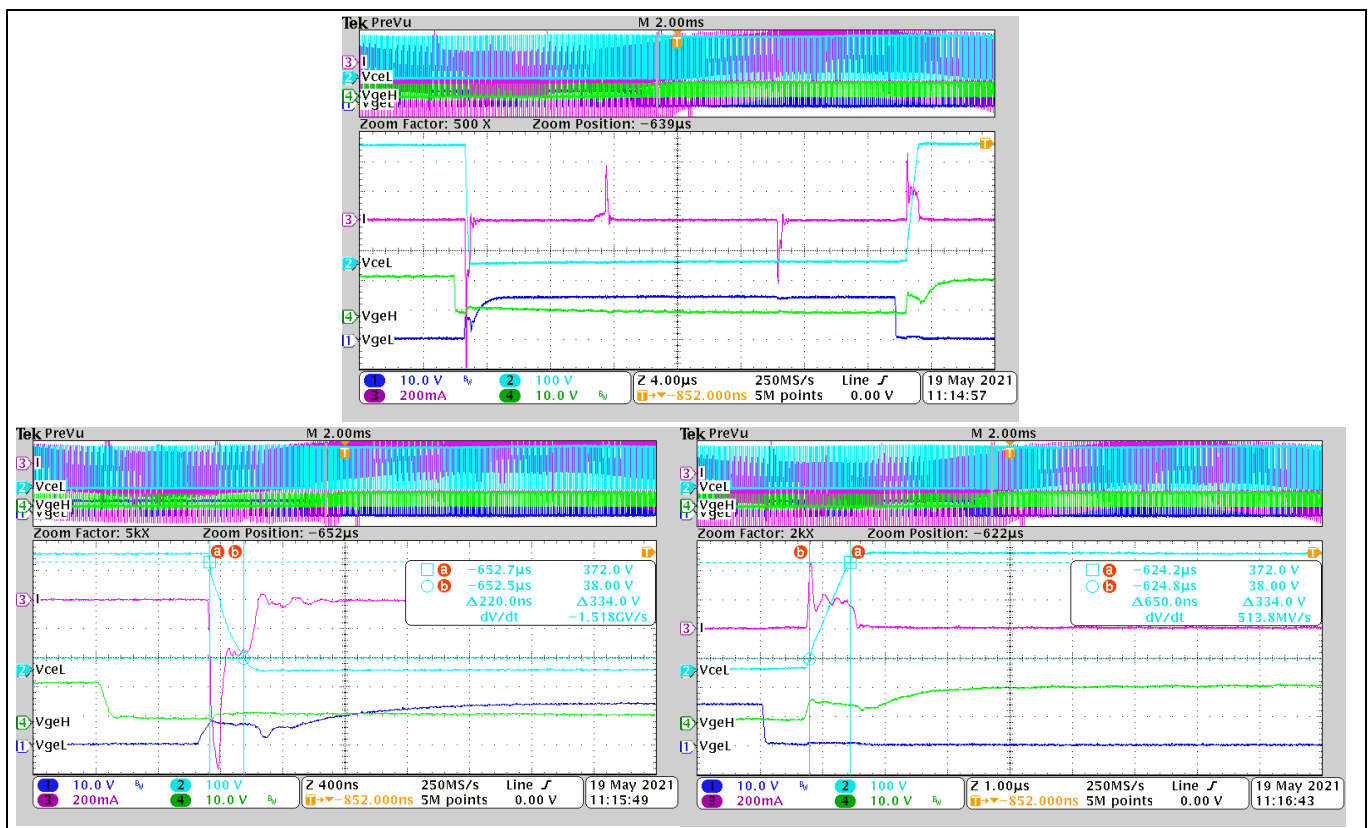 Tek PreVu M 2.00ms
T
3 I
2 VceL
4 VgeH
1 VgeL
Zoom Factor: 500 X Zoom Position: −639µs
T
3 I
2 VceL
4 VgeH
1 VgeL
1 10.0 V BW 2 100 V
3 200mA 4 10.0 V BW
Z 4.00µs 250MS/s Line
T→▼−852.000ns 5M points 0.00 V
19 May 2021
11:14:57
Tek PreVu M 2.00ms
T
3 I
2 VceL
4 VgeH
1 VgeL
Zoom Factor: 5kX Zoom Position: −652µs
a b T
a −652.7µs 372.0 V
b −652.5µs 38.00 V
Δ220.0ns Δ334.0 V
dV/dt −1.518GV/s
3 I
2 VceL
4 VgeH
1 VgeL
1 10.0 V BW 2 100 V
3 200mA 4 10.0 V BW
Z 400ns 250MS/s Line
T→▼−852.000ns 5M points 0.00 V
19 May 2021
11:15:49
Tek PreVu M 2.00ms
T
3 I
2 VceL
4 VgeH
1 VgeL
Zoom Factor: 2kX Zoom Position: −622µs
b a T
a −624.2µs 372.0 V
b −624.8µs 38.00 V
Δ650.0ns Δ334.0 V
dV/dt 513.8MV/s
3 I
2 VceL
4 VgeH
1 VgeL
1 10.0 V BW 2 100 V
3 200mA 4 10.0 V BW
Z 1.00µs 250MS/s Line
T→▼−852.000ns 5M points 0.00 V
19 May 2021
11:16:43